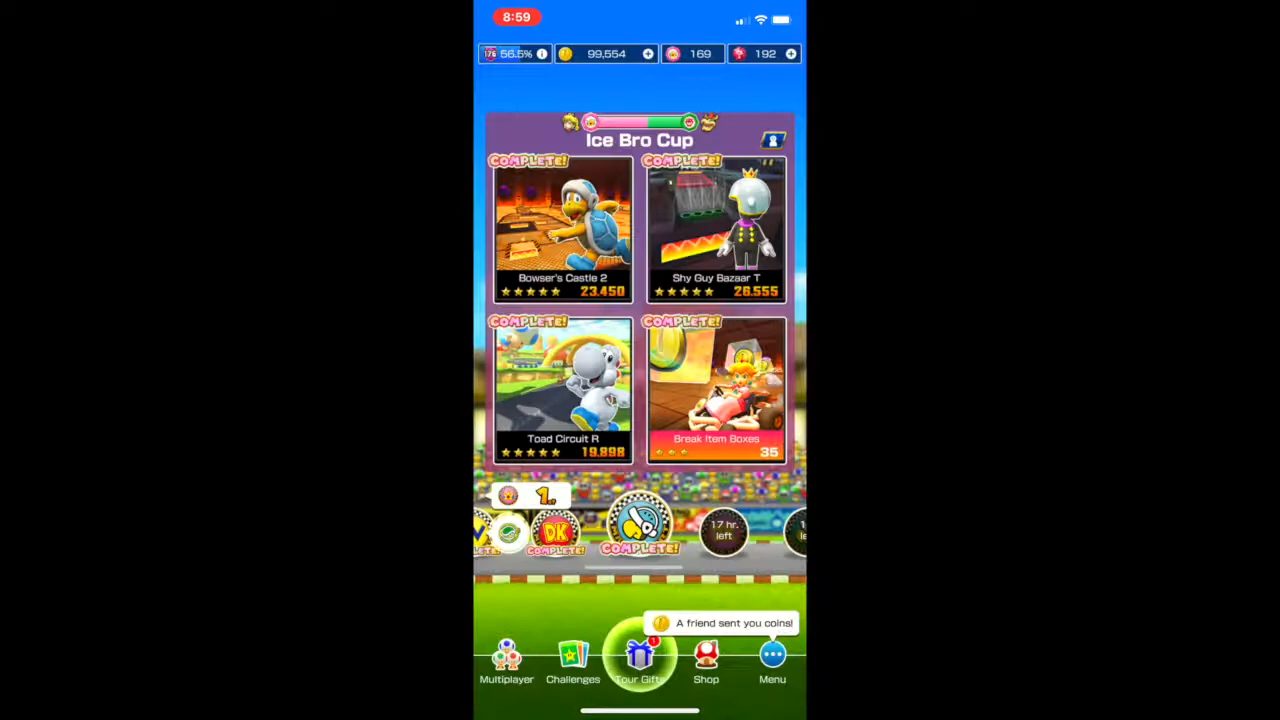 8:59
176 56.5% i 99,554 169 192
Ice Bro Cup
COMPLETE! COMPLETE!
Bowser's Castle 2 Shy Guy Bazaar T
23,450 26,555
COMPLETE! COMPLETE!
Toad Circuit R Break Item Boxes
19,898 35
1st
DK 17 hr.
left
COMPLETE! COMPLETE!
A friend sent you coins!
1
Multiplayer Challenges Tour Gifts Shop Menu